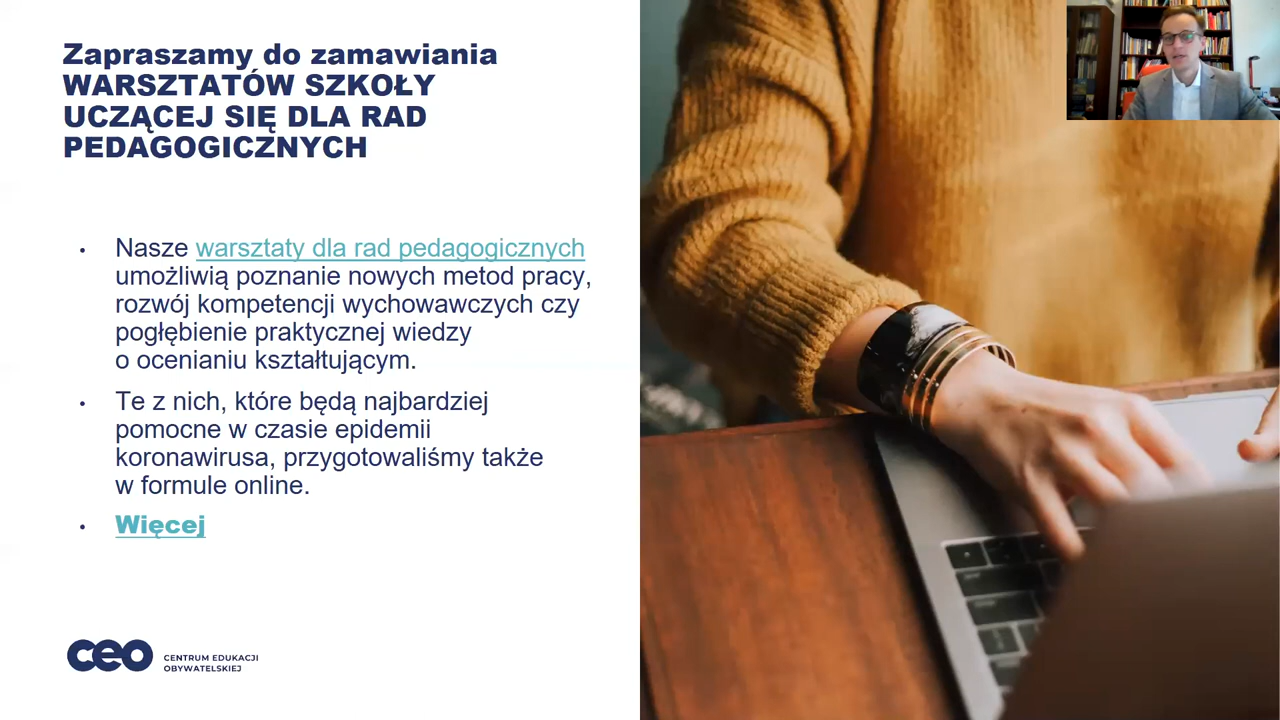 Zapraszamy do zamawiania
WARSZTATÓW SZKOŁY
UCZĄCEJ SIĘ DLA RAD
PEDAGOGICZNYCH
• Nasze warsztaty dla rad pedagogicznych
umożliwią poznanie nowych metod pracy,
rozwój kompetencji wychowawczych czy
pogłębienie praktycznej wiedzy
o ocenianiu kształtującym.
• Te z nich, które będą najbardziej
pomocne w czasie epidemii
koronawirusa, przygotowaliśmy także
w formule online.
• Więcej
ceo CENTRUM EDUKACJI
OBYWATELSKIEJ